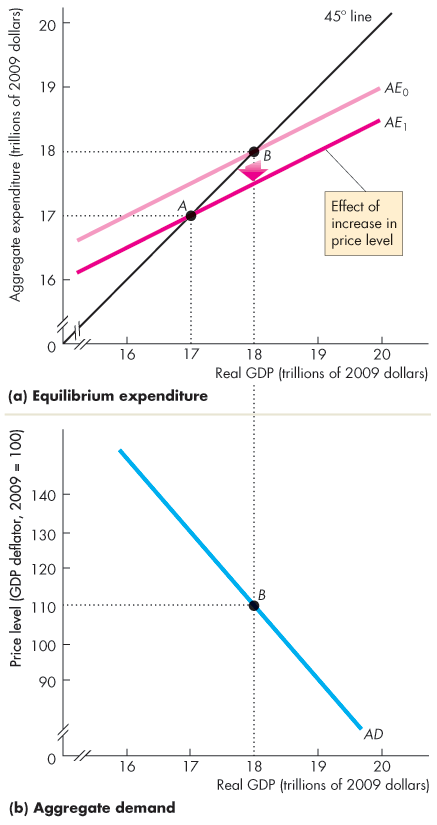 Aggregate expenditure (trillions of 2009 dollars)
20
19
18
17
16
0
45° line
AE0
AE1
B
A
Effect of
increase in
price level
16
17
18
19
20
Real GDP (trillions of 2009 dollars)
(a) Equilibrium expenditure
Price level (GDP deflator, 2009 = 100)
140
130
120
110
100
90
0
B
AD
16
17
18
19
20
Real GDP (trillions of 2009 dollars)
(b) Aggregate demand